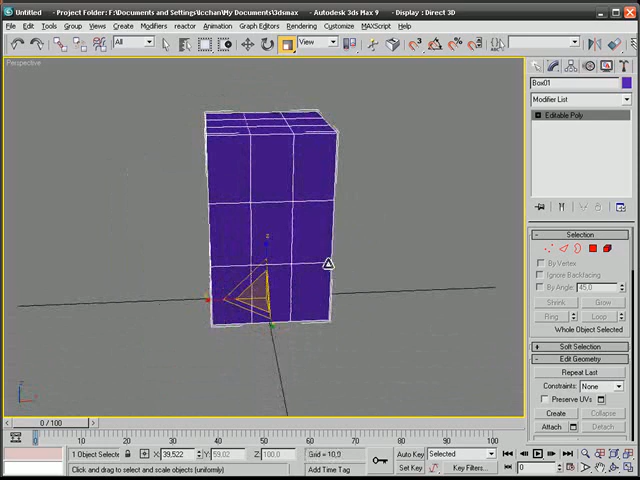 Untitled - Project Folder: F:\Documents and Settings\lcchan\My Documents\3dsmax - Autodesk 3ds Max 9 - Display : Direct 3D
File Edit Tools Group Views Create Modifiers reactor Animation Graph Editors Rendering Customize MAXScript Help
All View
Perspective
Box01
Modifier List
Editable Poly
Selection
By Vertex
Ignore Backfacing
By Angle: 45.0
Shrink Grow
Ring Loop
Whole Object Selected
Soft Selection
Edit Geometry
Repeat Last
Constraints: None
Preserve UVs
Create Collapse
Attach Detach
z
0 / 100
0 10 20 30 40 50 60 70 80 90 100
1 Object Selecte X: 39,522 Y: 59.02 Z: 100.0 Grid = 10,0 Auto Key Selected
Click and drag to select and scale objects (uniformly) Add Time Tag Set Key Key Filters... 0